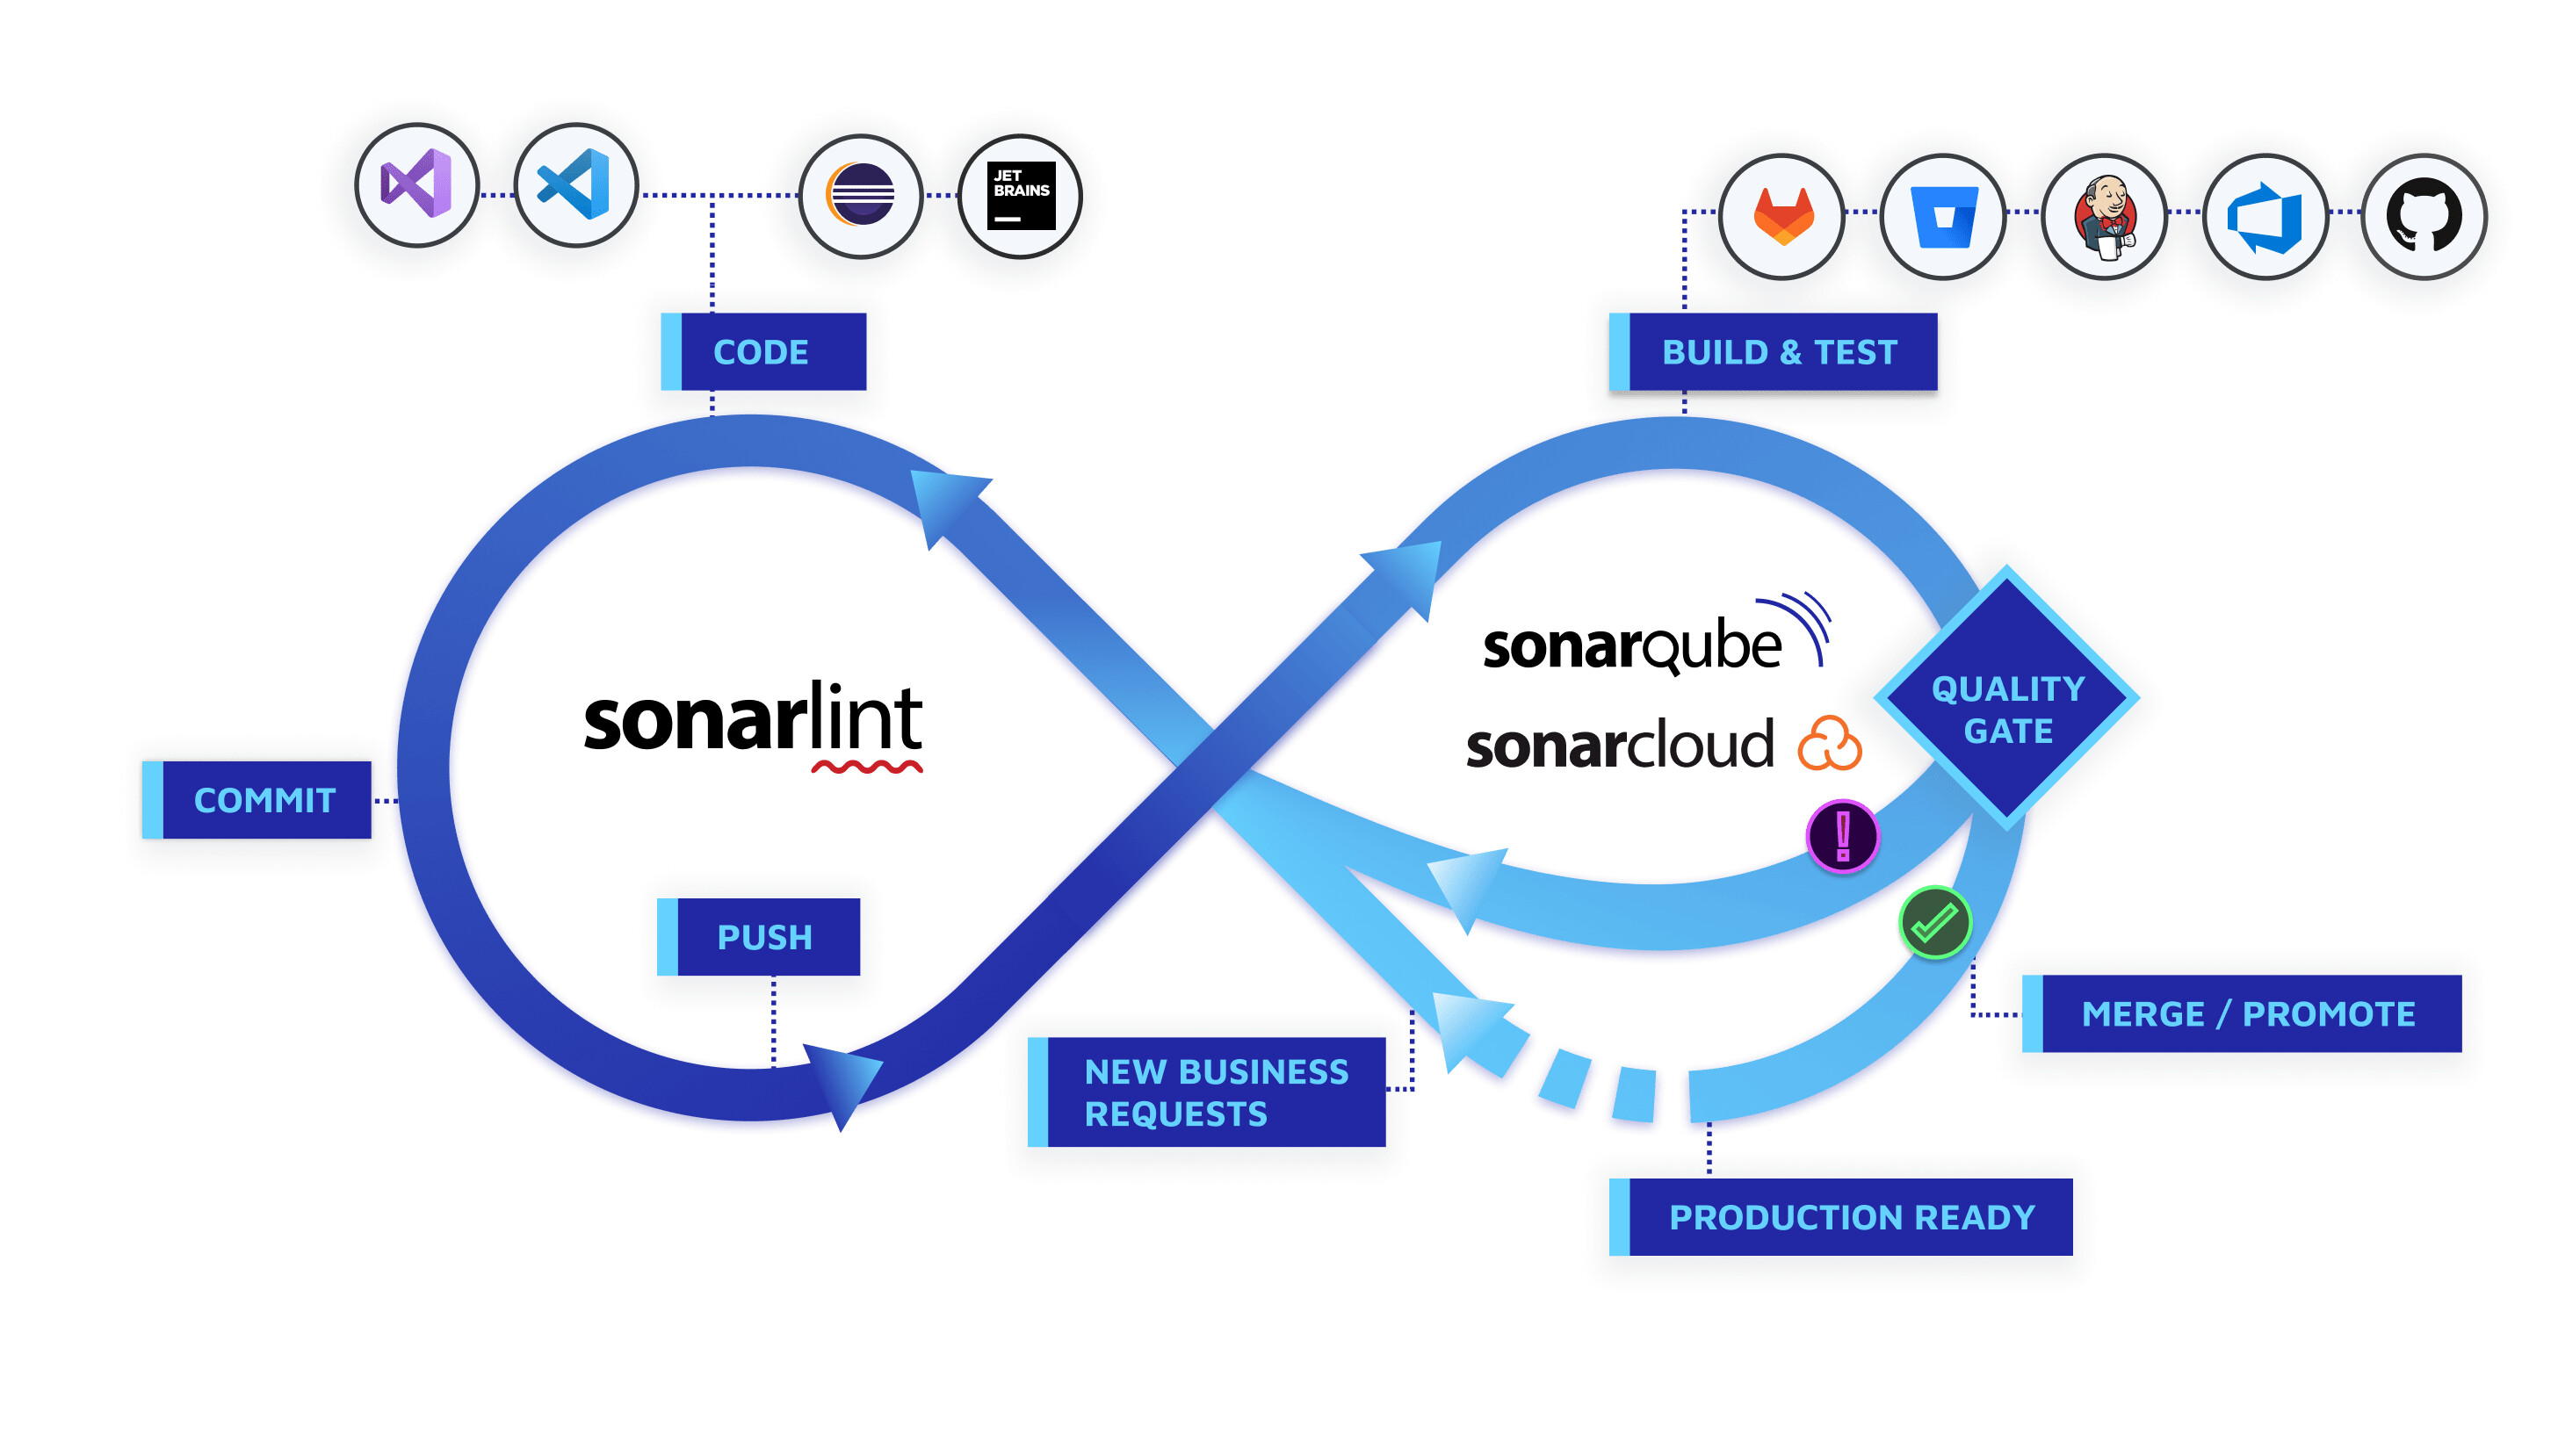 JET
BRAINS
CODE
BUILD & TEST
sonarqube
QUALITY
GATE
sonarlint
sonarcloud
COMMIT
!
PUSH
MERGE / PROMOTE
NEW BUSINESS
REQUESTS
PRODUCTION READY